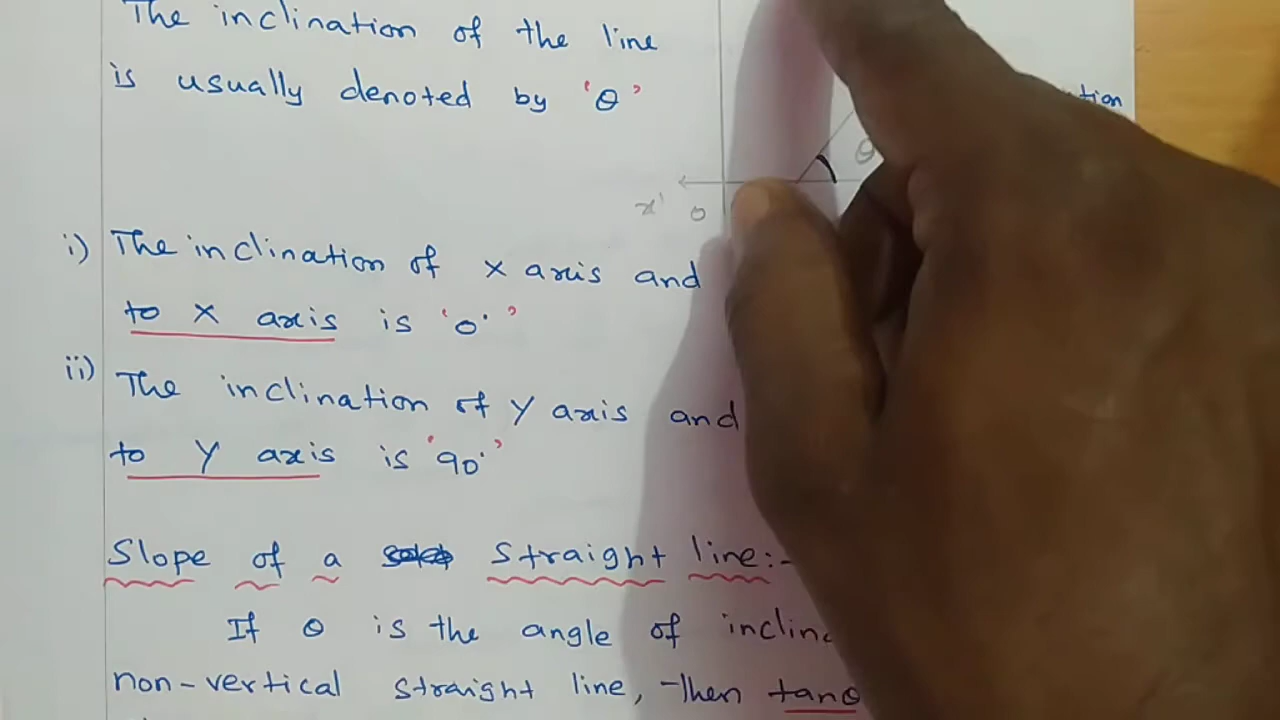 The inclination of the line
is usually denoted by 'θ'
tion
θ
x' 0
i) The inclination of x axis and
to X axis is '0°'
ii) The inclination of Y axis and
to Y axis is '90°'
Slope of a straight line:-
If θ is the angle of
non-vertical straight line, then tanθ